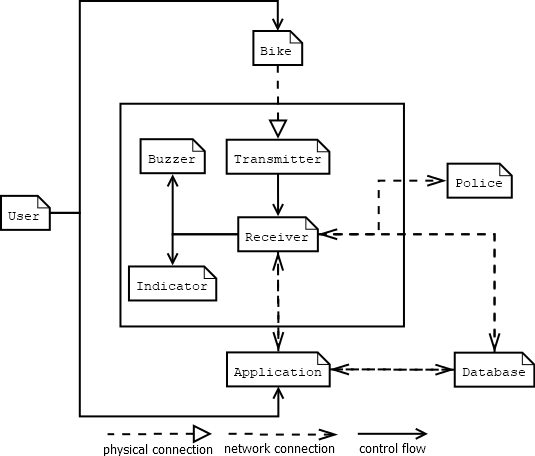 Bike
Buzzer
Transmitter
Police
User
Receiver
Indicator
Application
Database
physical connection
network connection
control flow